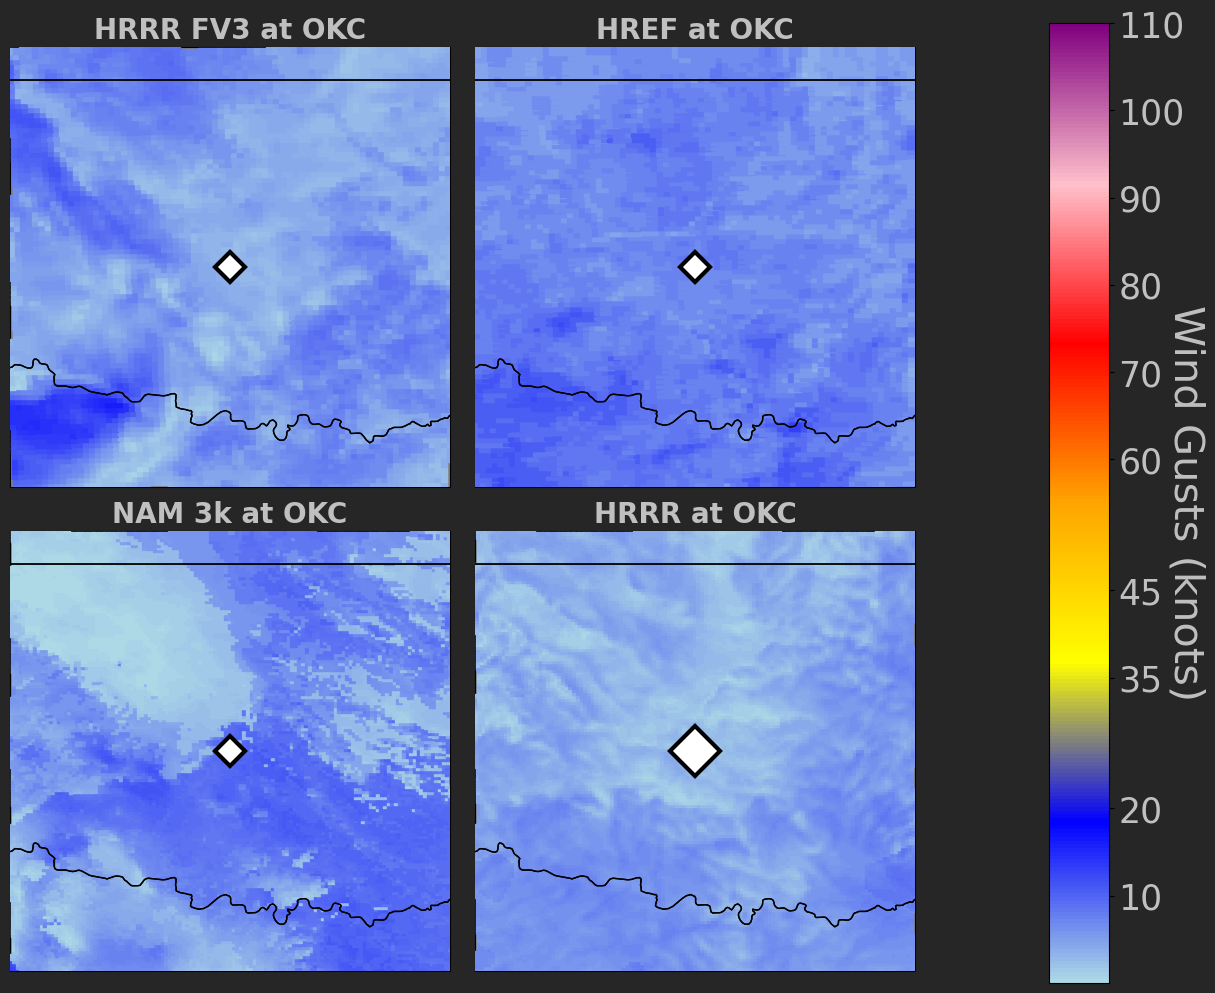 HRRR FV3 at OKC
HREF at OKC
NAM 3k at OKC
HRRR at OKC
110
100
90
80
70
60
45
35
20
10
Wind Gusts (knots)